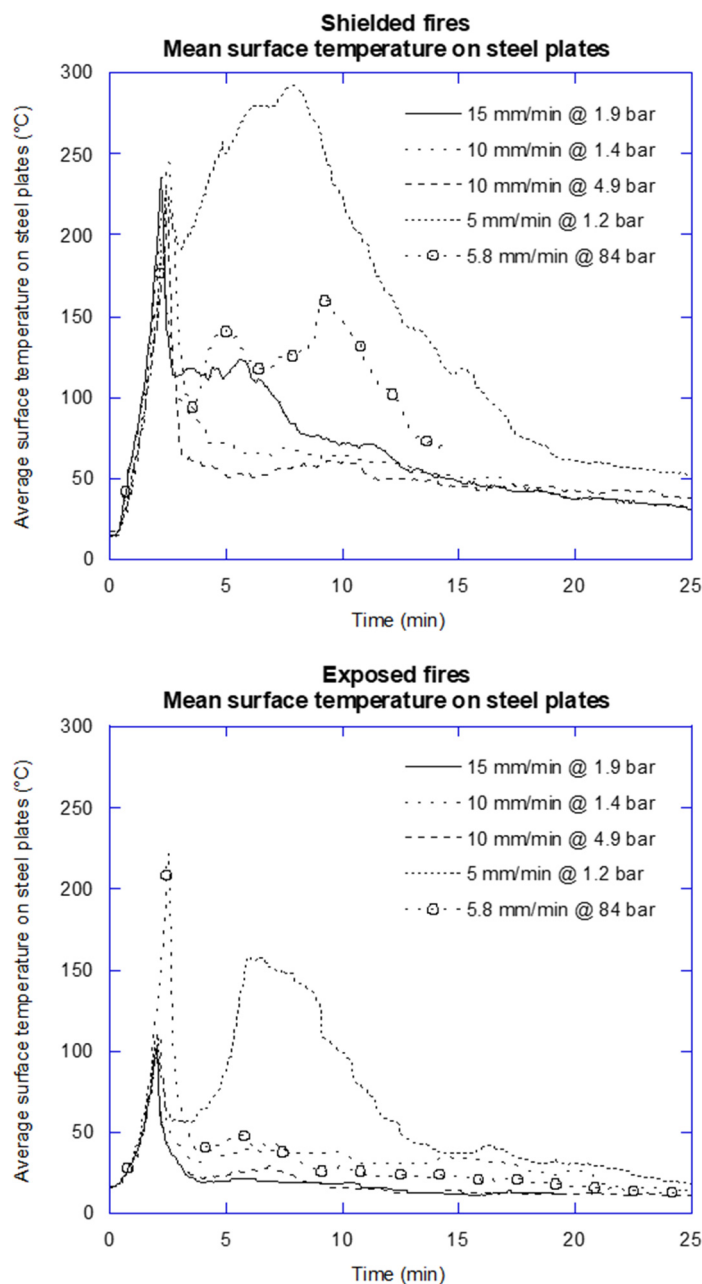 Shielded fires
Mean surface temperature on steel plates
Average surface temperature on steel plates (°C)
300
250
200
150
100
50
0
15 mm/min @ 1.9 bar
10 mm/min @ 1.4 bar
10 mm/min @ 4.9 bar
5 mm/min @ 1.2 bar
5.8 mm/min @ 84 bar
0 5 10 15 20 25
Time (min)
Exposed fires
Mean surface temperature on steel plates
Average surface temperature on steel plates (°C)
300
250
200
150
100
50
0
15 mm/min @ 1.9 bar
10 mm/min @ 1.4 bar
10 mm/min @ 4.9 bar
5 mm/min @ 1.2 bar
5.8 mm/min @ 84 bar
0 5 10 15 20 25
Time (min)